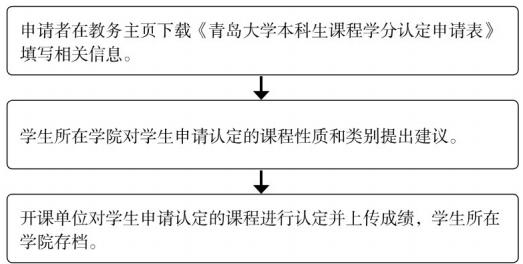 申请者在教务主页下载《青岛大学本科生课程学分认定申请表》
填写相关信息。
学生所在学院对学生申请认定的课程性质和类别提出建议。
开课单位对学生申请认定的课程进行认定并上传成绩，学生所在
学院存档。